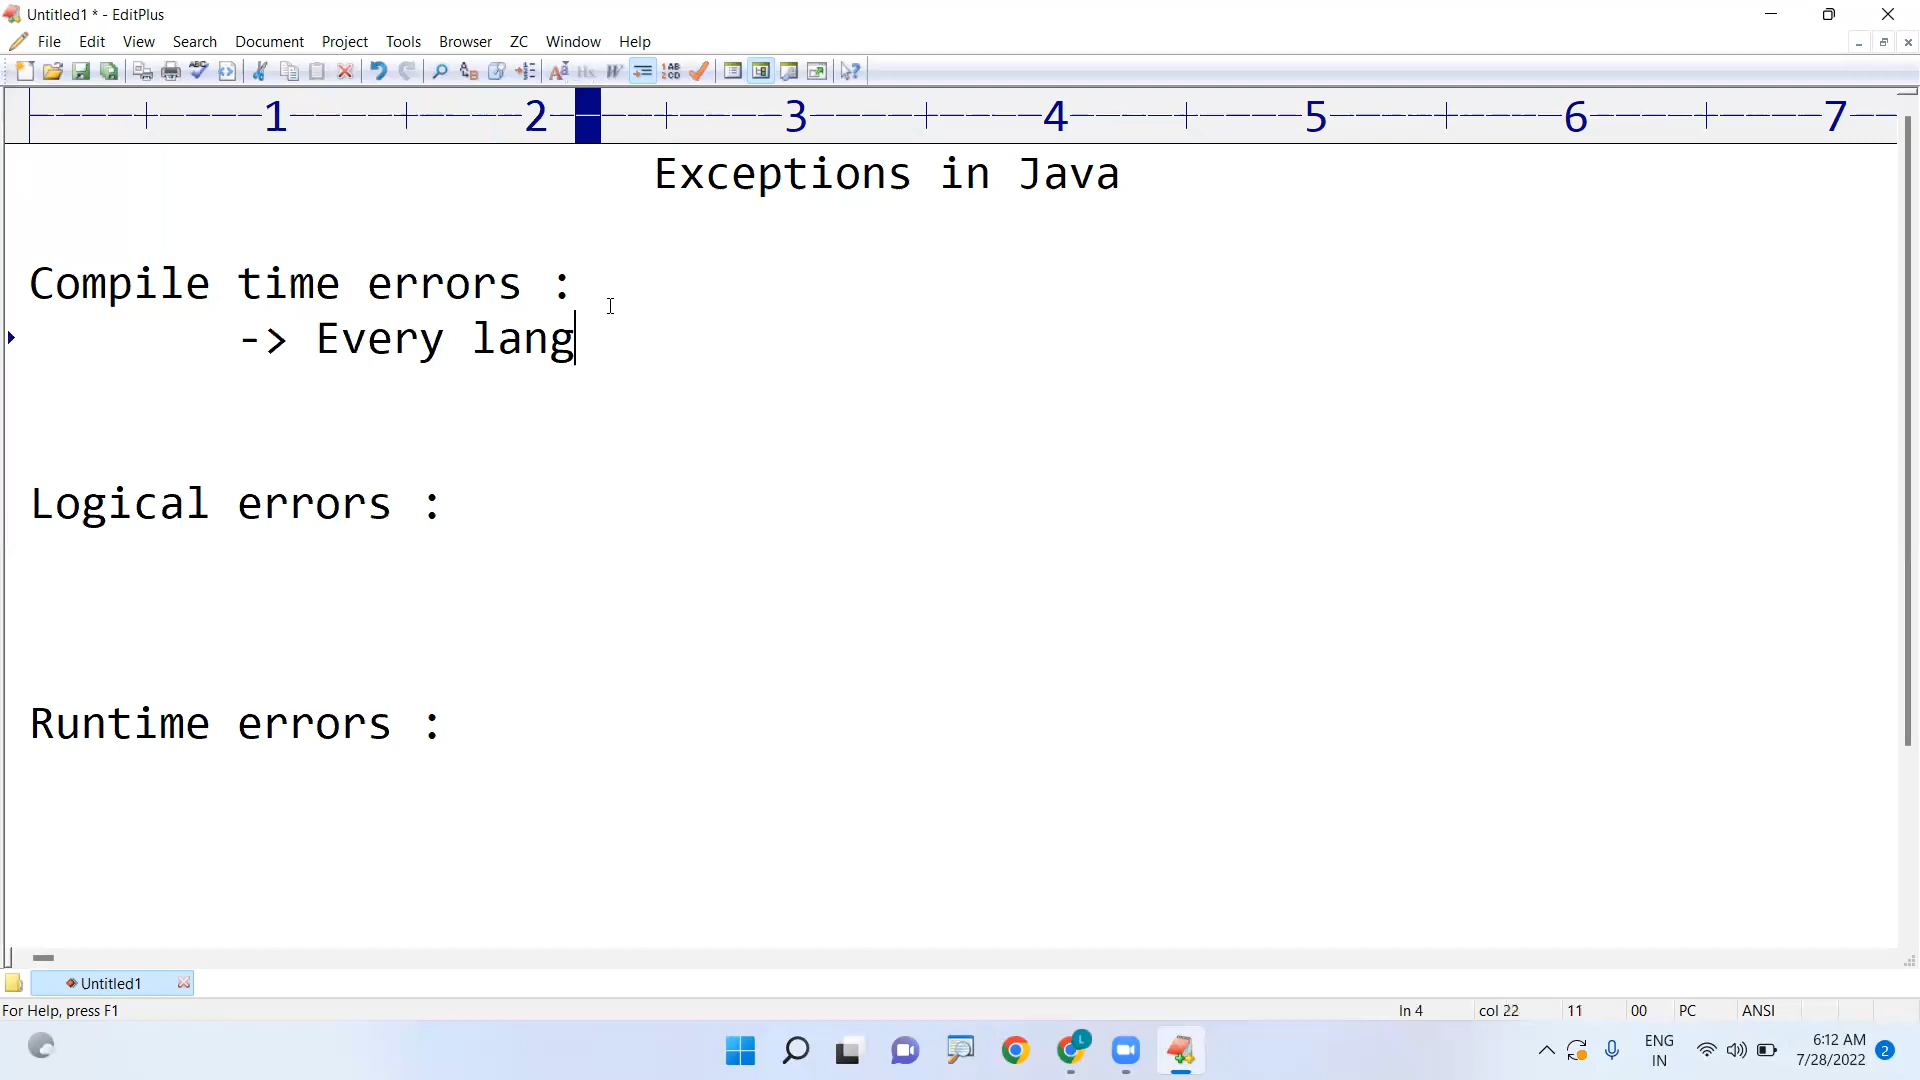 Untitled1 * - EditPlus
File Edit View Search Document Project Tools Browser ZC Window Help
1 2 3 4 5 6 7
Exceptions in Java
Compile time errors :
-> Every lang
Logical errors :
Runtime errors :
Untitled1
For Help, press F1 ln 4 col 22 11 00 PC ANSI
ENG 6:12 AM
IN 7/28/2022 2